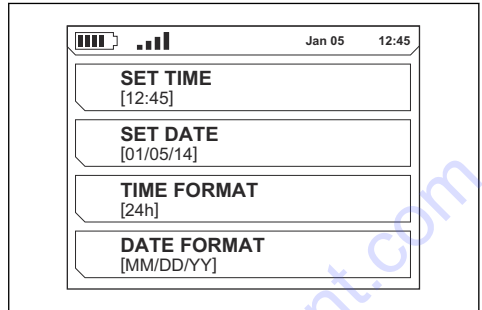 Jan 05 12:45
SET TIME
[12:45]
SET DATE
[01/05/14]
TIME FORMAT
[24h]
DATE FORMAT
[MM/DD/YY]